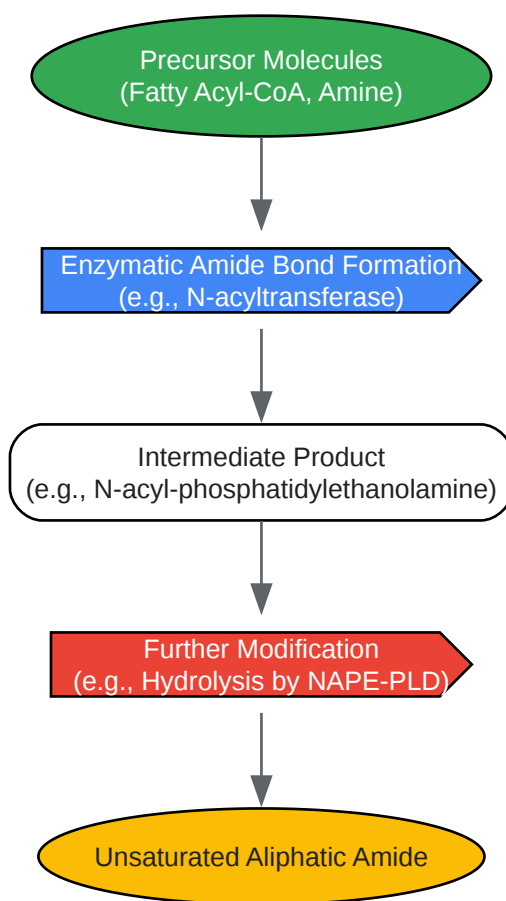 Precursor Molecules
(Fatty Acyl-CoA, Amine)
Enzymatic Amide Bond Formation
(e.g., N-acyltransferase)
Intermediate Product
(e.g., N-acyl-phosphatidylethanolamine)
Further Modification
(e.g., Hydrolysis by NAPE-PLD)
Unsaturated Aliphatic Amide